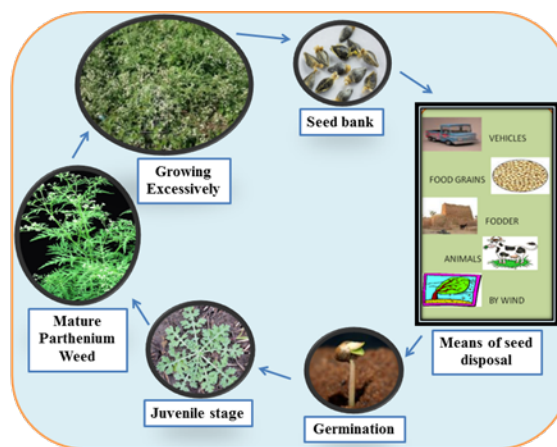 Growing
Excessively
Seed bank
VEHICLES
FOOD GRAINS
FODDER
ANIMALS
BY WIND
Means of seed
disposal
Germination
Juvenile stage
Mature
Parthenium
Weed